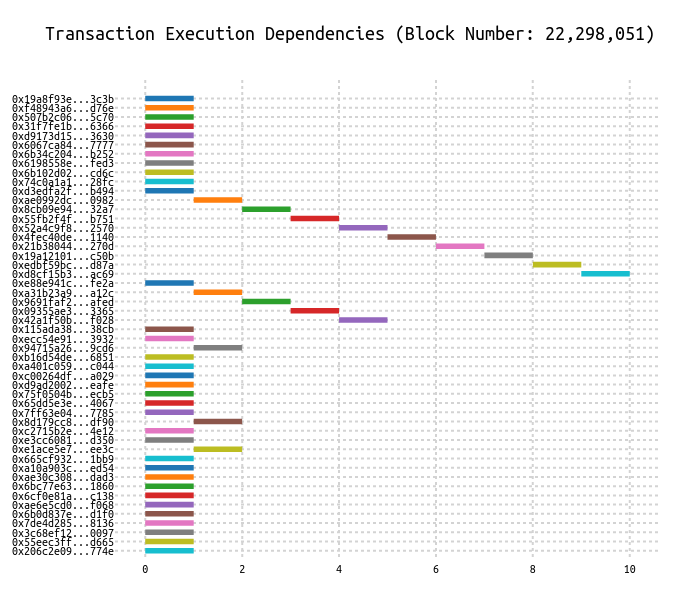 Transaction Execution Dependencies (Block Number: 22,298,051)
0x19a8f93e...3c3b
0xf48943a6...d76e
0x507b2c06...5c70
0x31f7fe1b...6366
0xd9173d15...3630
0x6067ca84...7777
0x6b34c204...b252
0x6198558e...fed3
0x6b102d02...cd6c
0x74c0a1a1...28fc
0xd3edfa2f...b494
0xae0992dc...0982
0x8cb09e94...32a7
0x55fb2f4f...b751
0x52a4c9f8...2570
0x4fec40de...1140
0x21b38044...270d
0x19a12101...c50b
0xedbf59bc...d87a
0xd8cf15b3...ac69
0xe88e941c...fe2a
0xa31b23a9...a12c
0x9691faf2...afed
0x09355ae3...3365
0x42a1f50b...f028
0x115ada38...38cb
0xecc54e91...3932
0x94715a26...9cd6
0xb16d54de...6851
0xa401c059...c044
0xc00264df...a029
0xd9ad2002...eafe
0x75f0504b...ecb5
0x65dd5e3e...4067
0x7ff63e04...7785
0x8d179cc8...df90
0xc2715b2e...4e12
0xe3cc6081...d350
0xe1ace5e7...ee3c
0x665cf932...1bb9
0xa10a903c...ed54
0xae30c308...dad3
0x6bc77e63...1860
0x6cf0e81a...c138
0xae6e5cd0...f068
0x6b0d837e...d1f0
0x7de4d285...8136
0x3c68ef12...0097
0x55eec3ff...d665
0x206c2e09...774e
0 2 4 6 8 10